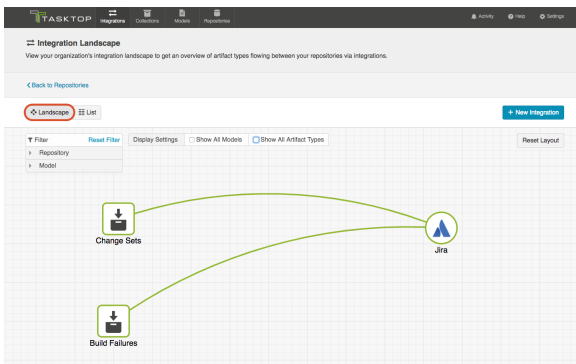 TASKTOP Integrations Collections Models Repositories Activity Help Settings
Integration Landscape
View your organization's integration landscape to get an overview of artifact types flowing between your repositories via integrations.
Back to Repositories
Landscape List + New Integration
Filter Reset Filter Display Settings Show All Models Show All Artifact Types Reset Layout
Repository
Model
Change Sets
Jira
Build Failures